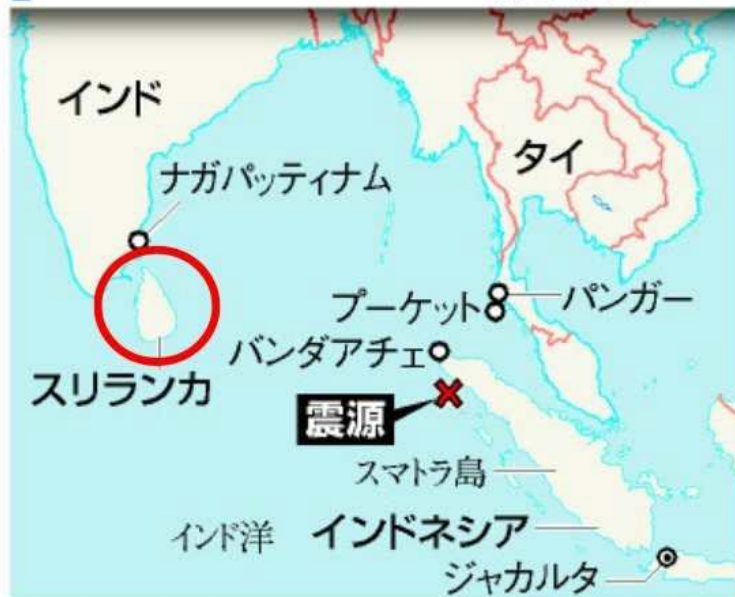 インド
タイ
ナガパッティナム
パンガー
プーケット
バンダアチェ
スリランカ
震源
スマトラ島
インド洋
インドネシア
ジャカルタ